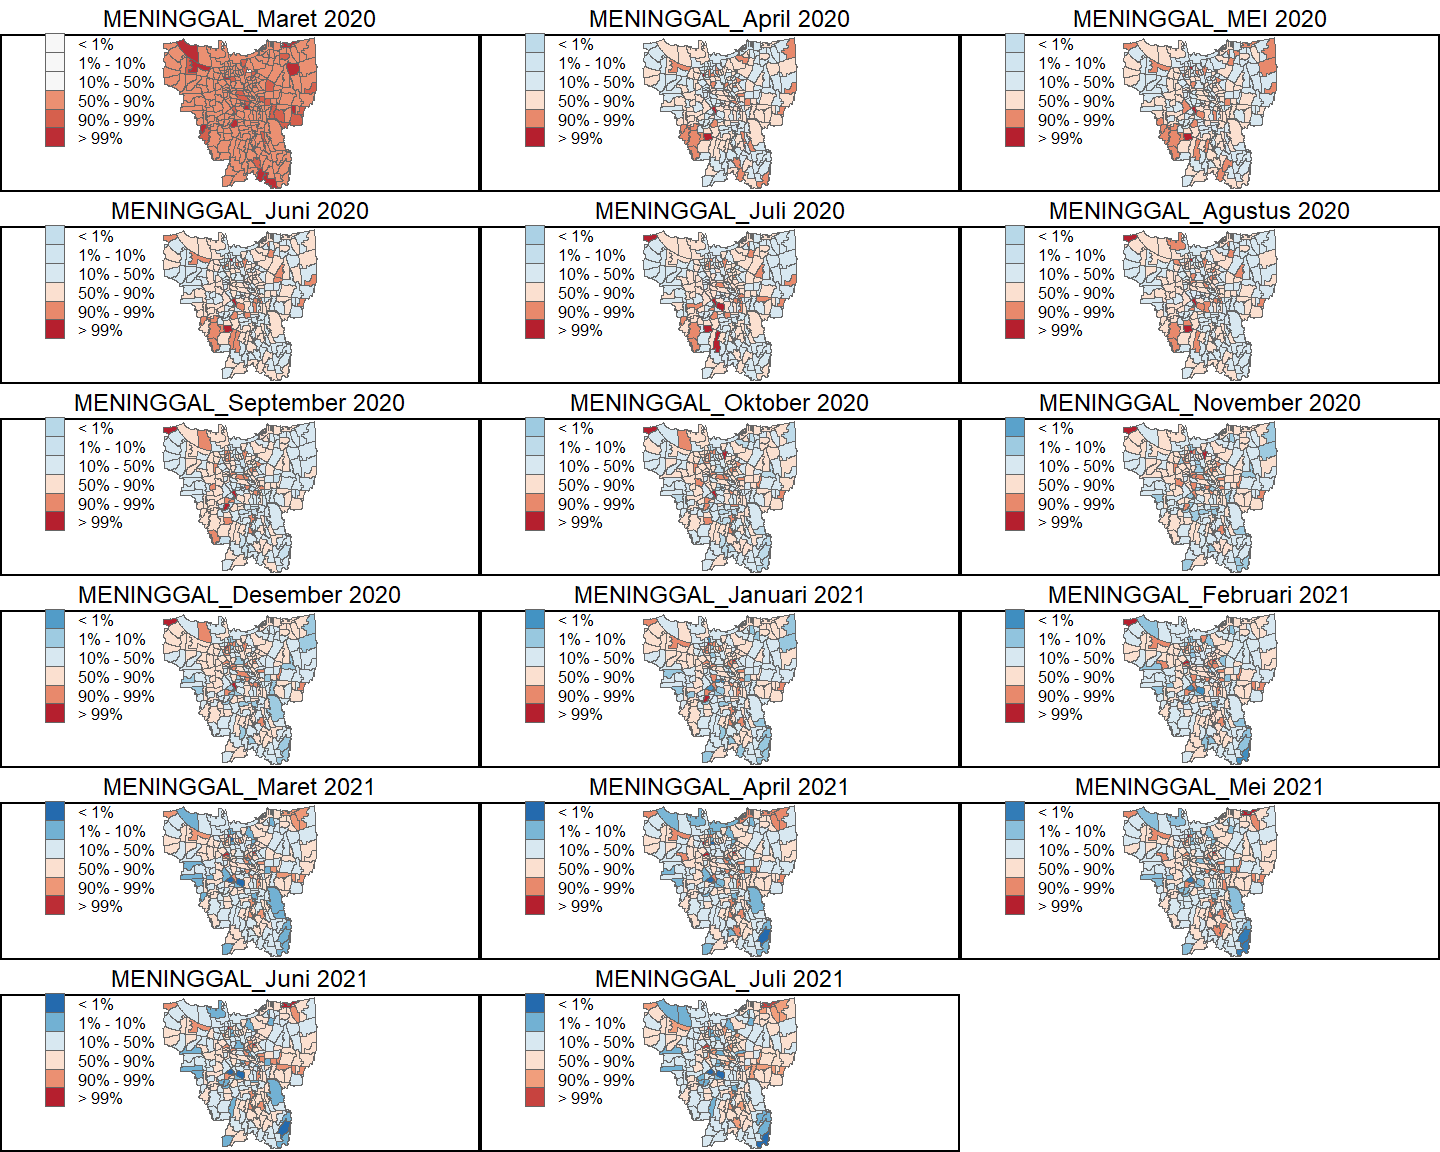 MENINGGAL_Maret 2020
< 1%
1% - 10%
10% - 50%
50% - 90%
90% - 99%
> 99%
MENINGGAL_April 2020
< 1%
1% - 10%
10% - 50%
50% - 90%
90% - 99%
> 99%
MENINGGAL_MEI 2020
< 1%
1% - 10%
10% - 50%
50% - 90%
90% - 99%
> 99%
MENINGGAL_Juni 2020
< 1%
1% - 10%
10% - 50%
50% - 90%
90% - 99%
> 99%
MENINGGAL_Juli 2020
< 1%
1% - 10%
10% - 50%
50% - 90%
90% - 99%
> 99%
MENINGGAL_Agustus 2020
< 1%
1% - 10%
10% - 50%
50% - 90%
90% - 99%
> 99%
MENINGGAL_September 2020
< 1%
1% - 10%
10% - 50%
50% - 90%
90% - 99%
> 99%
MENINGGAL_Oktober 2020
< 1%
1% - 10%
10% - 50%
50% - 90%
90% - 99%
> 99%
MENINGGAL_November 2020
< 1%
1% - 10%
10% - 50%
50% - 90%
90% - 99%
> 99%
MENINGGAL_Desember 2020
< 1%
1% - 10%
10% - 50%
50% - 90%
90% - 99%
> 99%
MENINGGAL_Januari 2021
< 1%
1% - 10%
10% - 50%
50% - 90%
90% - 99%
> 99%
MENINGGAL_Februari 2021
< 1%
1% - 10%
10% - 50%
50% - 90%
90% - 99%
> 99%
MENINGGAL_Maret 2021
< 1%
1% - 10%
10% - 50%
50% - 90%
90% - 99%
> 99%
MENINGGAL_April 2021
< 1%
1% - 10%
10% - 50%
50% - 90%
90% - 99%
> 99%
MENINGGAL_Mei 2021
< 1%
1% - 10%
10% - 50%
50% - 90%
90% - 99%
> 99%
MENINGGAL_Juni 2021
< 1%
1% - 10%
10% - 50%
50% - 90%
90% - 99%
> 99%
MENINGGAL_Juli 2021
< 1%
1% - 10%
10% - 50%
50% - 90%
90% - 99%
> 99%